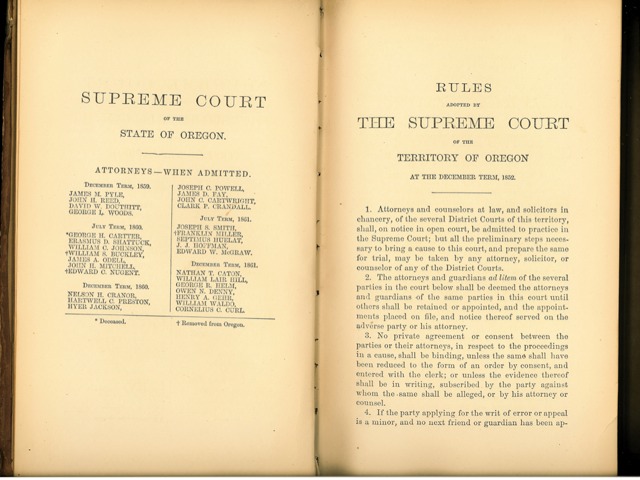 SUPREME COURT
OF THE
STATE OF OREGON.
ATTORNEYS—WHEN ADMITTED.
DECEMBER TERM, 1859.
JAMES M. PYLE,
JOHN H. REED,
DAVID W. DOUTHITT,
GEORGE L. WOODS.
JULY TERM, 1860.
*GEORGE H. CARTTER,
ERASMUS D. SHATTUCK,
WILLIAM C. JOHNSON,
†WILLIAM S. BUCKLEY,
JAMES A. ODELL,
JOHN H. MITCHELL,
†EDWARD C. NUGENT.
DECEMBER TERM, 1860.
NELSON H. CRANOR,
HARTWELL C. PRESTON,
HYER JACKSON,
JOSEPH C. POWELL,
JAMES D. FAY,
JOHN C. CARTWRIGHT,
CLARK P. CRANDALL.
JULY TERM, 1861.
JOSEPH S. SMITH,
†FRANKLIN MILLER,
SEPTIMUS HUELAT,
J. J. HOFFMAN,
EDWARD W. McGRAW.
DECEMBER TERM, 1861.
NATHAN T. CATON,
WILLIAM LAIR HILL,
GEORGE R. HELM,
OWEN N. DENNY,
HENRY A. GEHR,
WILLIAM WALDO,
CORNELIUS C. CURL.
* Deceased.
† Removed from Oregon.
RULES
ADOPTED BY
THE SUPREME COURT
OF THE
TERRITORY OF OREGON
AT THE DECEMBER TERM, 1852.
1. Attorneys and counselors at law, and solicitors in
chancery, of the several District Courts of this territory,
shall, on notice in open court, be admitted to practice in
the Supreme Court; but all the preliminary steps neces-
sary to bring a cause to this court, and prepare the same
for trial, may be taken by any attorney, solicitor, or
counselor of any of the District Courts.
2. The attorneys and guardians ad litem of the several
parties in the court below shall be deemed the attorneys
and guardians of the same parties in this court until
others shall be retained or appointed, and the appoint-
ments placed on file, and notice thereof served on the
adverse party or his attorney.
3. No private agreement or consent between the
parties or their attorneys, in respect to the proceedings
in a cause, shall be binding, unless the same shall have
been reduced to the form of an order by consent, and
entered with the clerk; or unless the evidence thereof
shall be in writing, subscribed by the party against
whom the same shall be alleged, or by his attorney or
counsel.
4. If the party applying for the writ of error or appeal
is a minor, and no next friend or guardian has been ap-